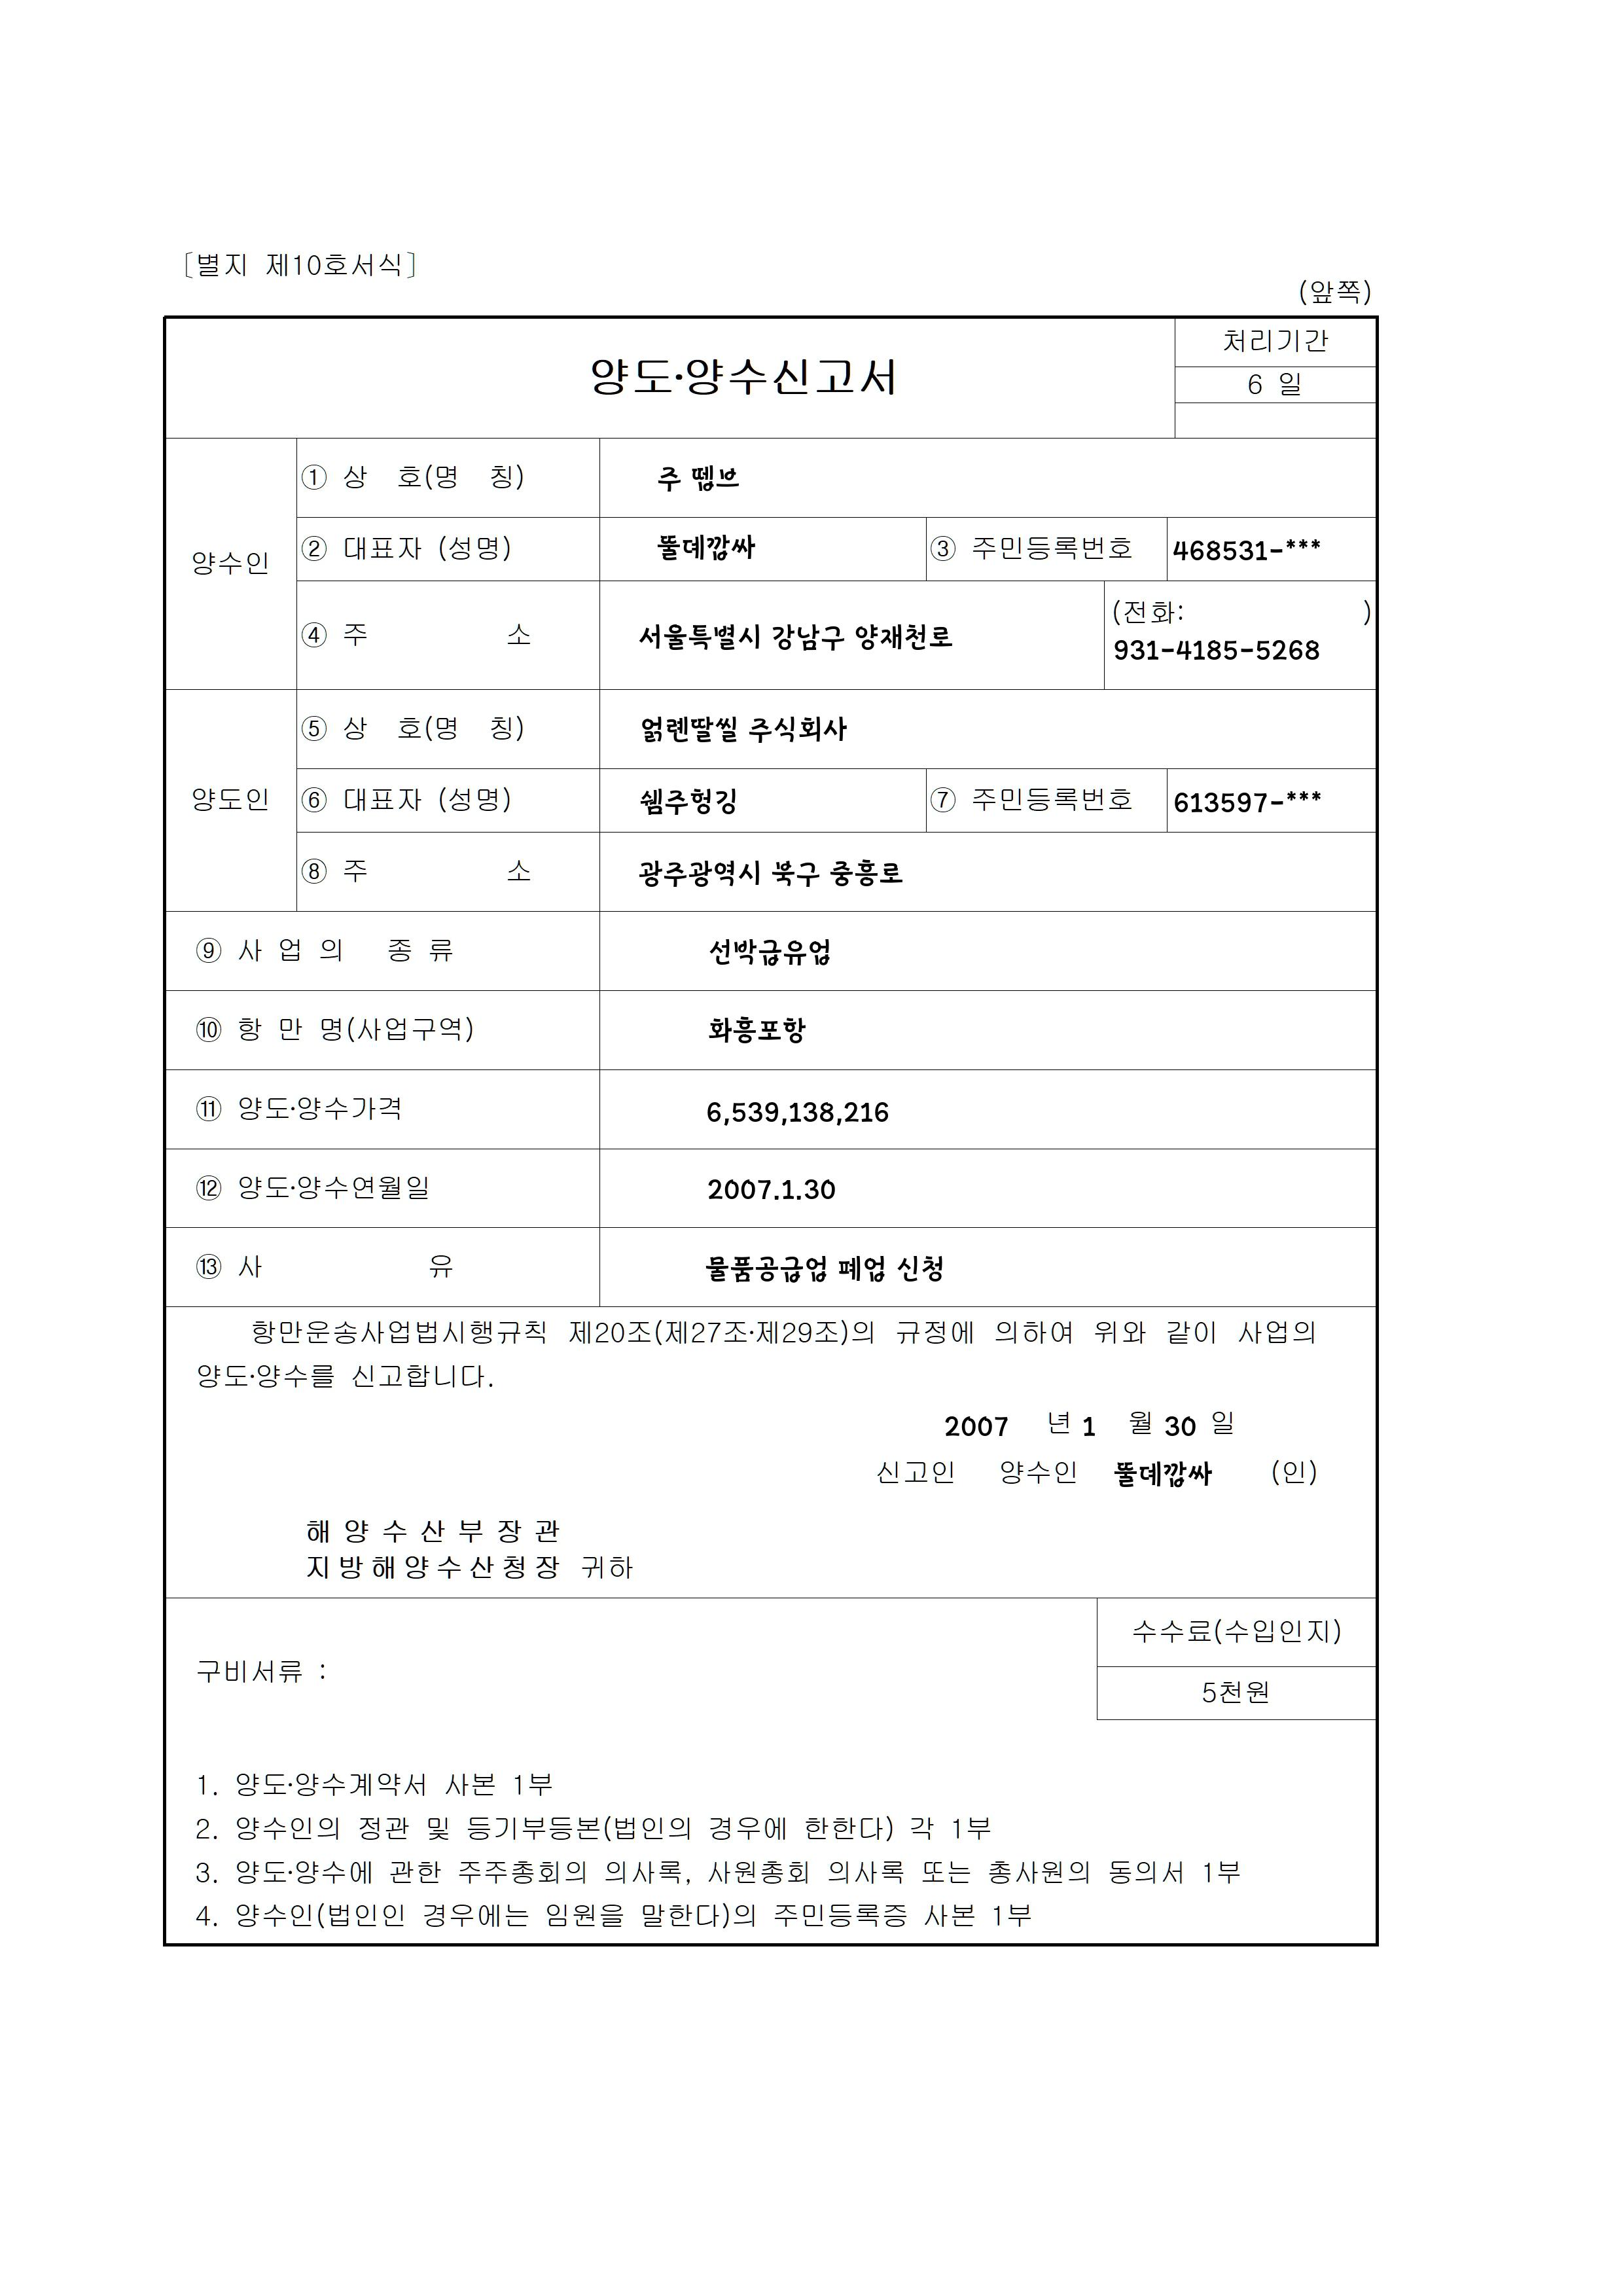 [별지 제10호서식]
(앞쪽)
양도·양수신고서
처리기간
6 일
양수인
① 상 호(명 칭) 주 뗍브
② 대표자 (성명) 뚤뎨깗싸 ③ 주민등록번호 468531-***
④ 주 소 서울특별시 강남구 양재천로 (전화: )
931-4185-5268
양도인
⑤ 상 호(명 칭) 얽롄딸씰 주식회사
⑥ 대표자 (성명) 쉠주헝깅 ⑦ 주민등록번호 613597-***
⑧ 주 소 광주광역시 북구 중흥로
⑨ 사 업 의 종 류 선박급유업
⑩ 항 만 명(사업구역) 화흥포항
⑪ 양도·양수가격 6,539,138,216
⑫ 양도·양수연월일 2007.1.30
⑬ 사 유 물품공급업 폐업 신청
항만운송사업법시행규칙 제20조(제27조·제29조)의 규정에 의하여 위와 같이 사업의
양도·양수를 신고합니다.
2007 년 1 월 30 일
신고인 양수인 뚤뎨깗싸 (인)
해 양 수 산 부 장 관
지방해양수산청장 귀하
구비서류 :
수수료(수입인지)
5천원
1. 양도·양수계약서 사본 1부
2. 양수인의 정관 및 등기부등본(법인의 경우에 한한다) 각 1부
3. 양도·양수에 관한 주주총회의 의사록, 사원총회 의사록 또는 총사원의 동의서 1부
4. 양수인(법인인 경우에는 임원을 말한다)의 주민등록증 사본 1부